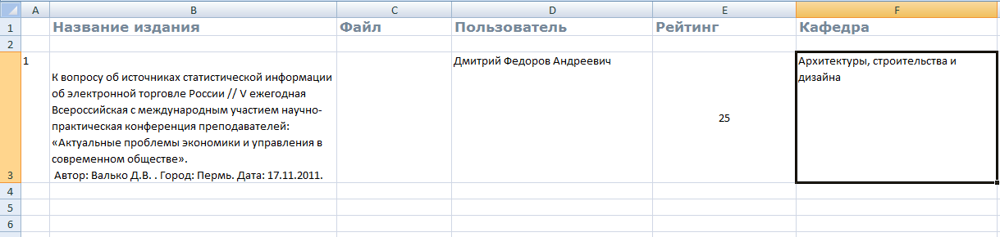 A B C D E F
1 Название издания Файл Пользователь Рейтинг Кафедра
2
1 Дмитрий Федоров Андреевич Архитектуры, строительства и
К вопросу об источниках статистической информации дизайна
об электронной торговле России // V ежегодная
Всероссийская с международным участием научно-
практическая конференция преподавателей: 25
«Актуальные проблемы экономики и управления в
современном обществе».
3 Автор: Валько Д.В. . Город: Пермь. Дата: 17.11.2011.
4
5
6